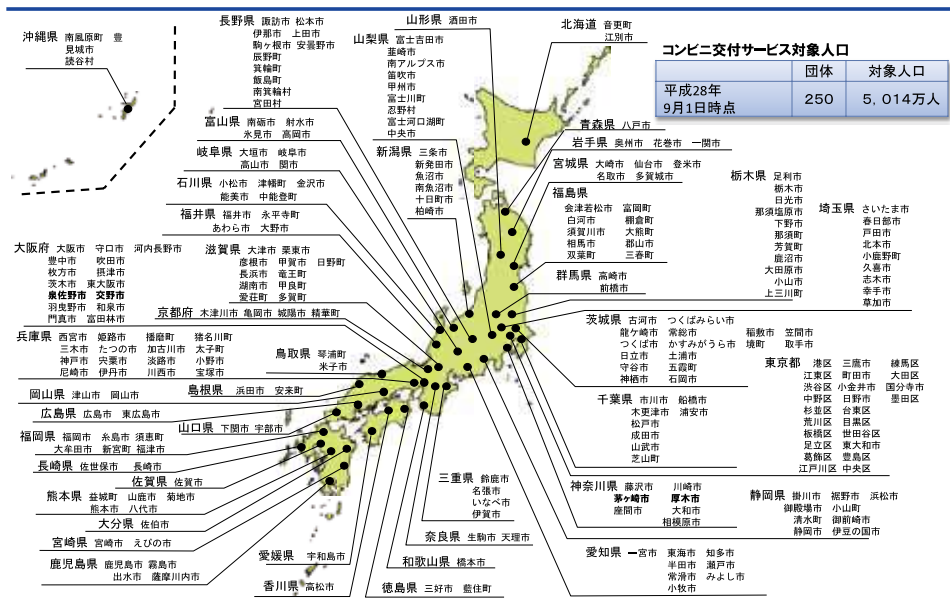 沖縄県 南風原町 豊
見城市
読谷村
長野県 諏訪市 松本市
伊那市 上田市
駒ヶ根市 安曇野市
辰野町
箕輪町
飯島町
南箕輪村
宮田村
富山県 南砺市 射水市
氷見市 高岡市
岐阜県 大垣市 岐阜市
高山市 関市
石川県 小松市 津幡町 金沢市
能美市 中能登町
福井県 福井市 永平寺町
あわら市 大野市
山形県 酒田市
山梨県 富士吉田市
韮崎市
南アルプス市
笛吹市
甲州市
富士川町
忍野村
富士河口湖町
中央市
新潟県 三条市
新発田市
魚沼市
南魚沼市
十日町市
柏崎市
北海道 音更町
江別市
コンビニ交付サービス対象人口
団体 対象人口
平成28年
9月1日時点 250 5,014万人
青森県 八戸市
岩手県 奥州市 花巻市 一関市
宮城県 大崎市 仙台市 登米市
名取市 多賀城市
福島県
会津若松市 富岡町
白河市 棚倉町
須賀川市 大熊町
相馬市 郡山市
双葉町 三春町
群馬県 高崎市
前橋市
栃木県 足利市
栃木市
日光市
那須塩原市
下野市
那須町
芳賀町
鹿沼市
大田原市
小山市
上三川町
埼玉県 さいたま市
春日部市
戸田市
北本市
小鹿野町
久喜市
志木市
幸手市
草加市
大阪府 大阪市 守口市 河内長野市
豊中市 吹田市
枚方市 摂津市
茨木市 東大阪市
泉佐野市 交野市
羽曳野市 和泉市
門真市 富田林市
滋賀県 大津市 栗東市
彦根市 甲賀市 日野町
長浜市 竜王町
湖南市 甲良町
愛荘町 多賀町
京都府 木津川市 亀岡市 城陽市 精華町
兵庫県 西宮市 姫路市 播磨町 猪名川町
三木市 たつの市 加古川市 太子町
神戸市 宍粟市 淡路市 小野市
尼崎市 伊丹市 川西市 宝塚市
鳥取県 琴浦町
米子市
岡山県 津山市 岡山市
島根県 浜田市 安来町
広島県 広島市 東広島市
山口県 下関市 宇部市
福岡県 福岡市 糸島市 須恵町
大牟田市 新宮町 福津市
長崎県 佐世保市 長崎市
佐賀県 佐賀市
熊本県 益城町 山鹿市 菊池市
熊本市 八代市
大分県 佐伯市
宮崎県 宮崎市 えびの市
鹿児島県 鹿児島市 霧島市
出水市 薩摩川内市
愛媛県 宇和島市
香川県 高松市
徳島県 三好市 藍住町
和歌山県 橋本市
奈良県 生駒市 天理市
三重県 鈴鹿市
名張市
いなべ市
伊賀市
茨城県 古河市 つくばみらい市
龍ケ崎市 常総市 稲敷市 笠間市
つくば市 かすみがうら市 境町 取手市
日立市 土浦市
守谷市 五霞町
神栖市 石岡市
千葉県 市川市 船橋市
木更津市 浦安市
松戸市
成田市
山武市
芝山町
東京都 港区 三鷹市 練馬区
江東区 町田市 大田区
渋谷区 小金井市 国分寺市
中野区 日野市 墨田区
杉並区 台東区
荒川区 目黒区
板橋区 世田谷区
足立区 東大和市
葛飾区 豊島区
江戸川区 中央区
神奈川県 藤沢市 川崎市
茅ヶ崎市 厚木市
座間市 大和市
相模原市
静岡県 掛川市 裾野市 浜松市
御殿場市 小山町
清水町 御前崎市
静岡市 伊豆の国市
愛知県 一宮市 東海市 知多市
半田市 瀬戸市
常滑市 みよし市
小牧市